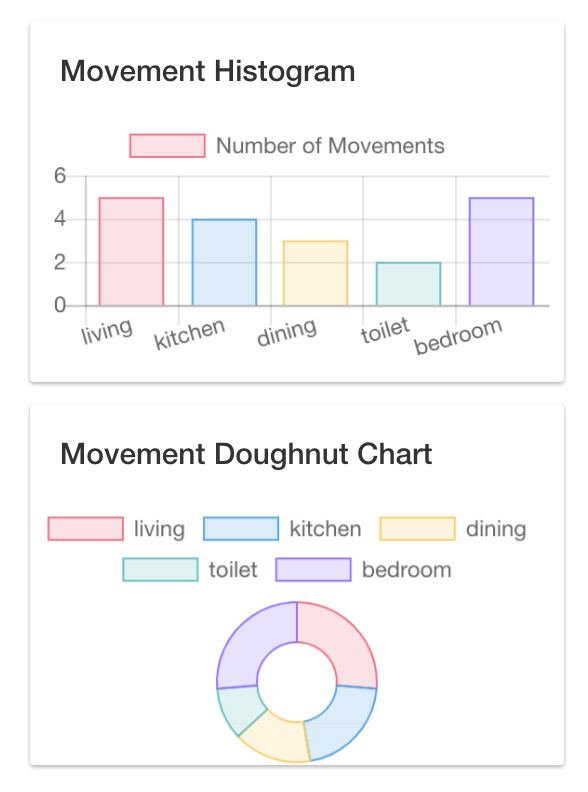 Movement Histogram
Number of Movements
6
4
2
0
living kitchen dining toilet bedroom
Movement Doughnut Chart
living kitchen dining
toilet bedroom